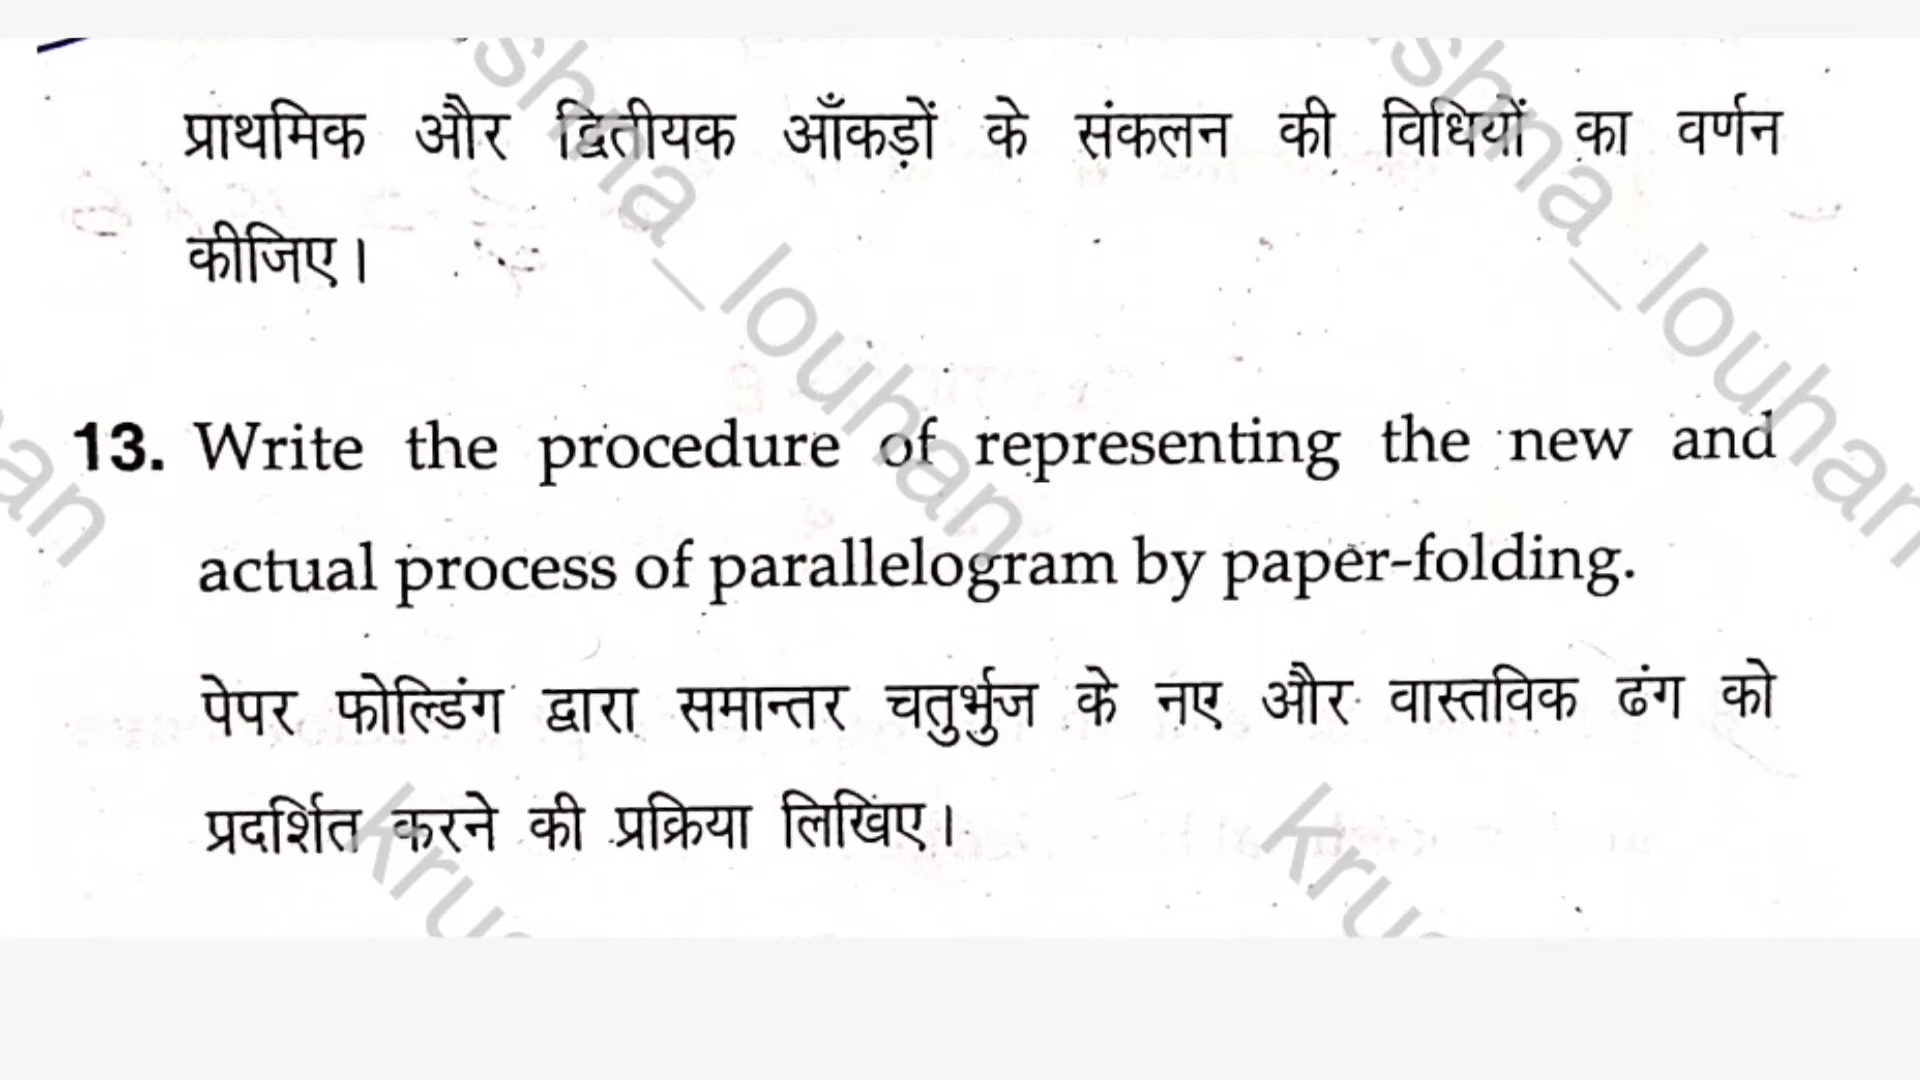 प्राथमिक और द्वितीयक आँकड़ों के संकलन की विधियों का वर्णन
कीजिए।
13. Write the procedure of representing the new and
actual process of parallelogram by paper-folding.
पेपर फोल्डिंग द्वारा समान्तर चतुर्भुज के नए और वास्तविक ढंग को
प्रदर्शित करने की प्रक्रिया लिखिए।